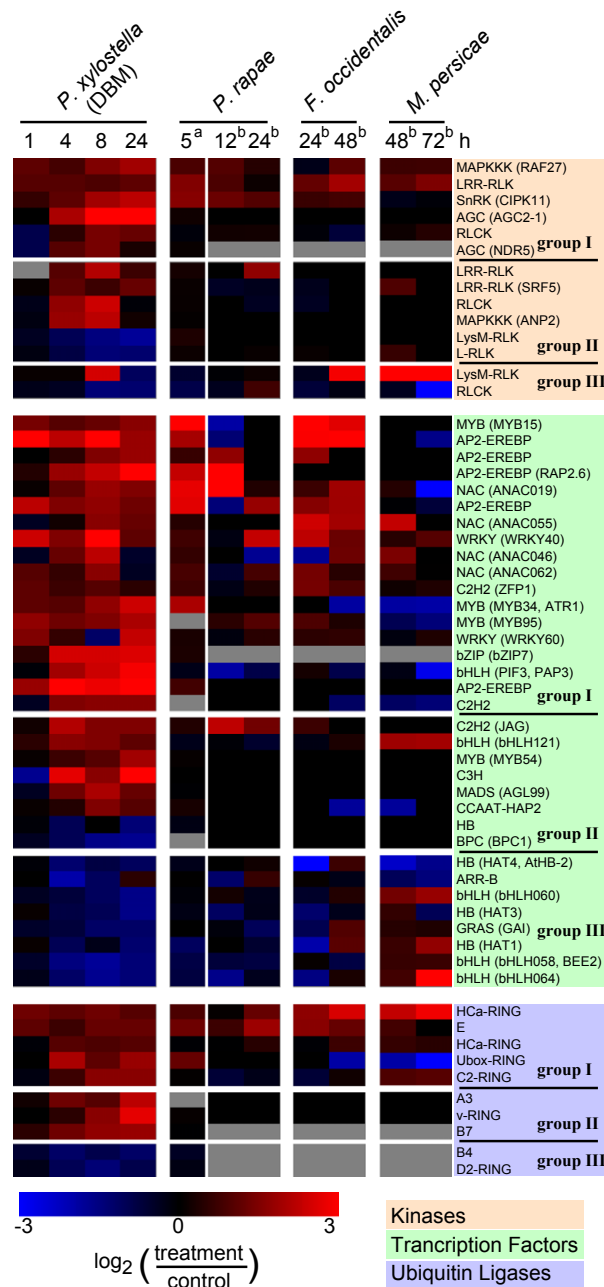 P. xylostella
(DBM)
P. rapae
F. occidentalis
M. persicae
1 4 8 24 5a 12b 24b 24b 48b 48b 72b h
MAPKKK (RAF27)
LRR-RLK
SnRK (CIPK11)
AGC (AGC2-1)
RLCK
AGC (NDR5)
group I
LRR-RLK
LRR-RLK (SRF5)
RLCK
MAPKKK (ANP2)
LysM-RLK
L-RLK
group II
LysM-RLK
RLCK
group III
MYB (MYB15)
AP2-EREBP
AP2-EREBP
AP2-EREBP (RAP2.6)
NAC (ANAC019)
AP2-EREBP
NAC (ANAC055)
WRKY (WRKY40)
NAC (ANAC046)
NAC (ANAC062)
C2H2 (ZFP1)
MYB (MYB34, ATR1)
MYB (MYB95)
WRKY (WRKY60)
bZIP (bZIP7)
bHLH (PIF3, PAP3)
AP2-EREBP
C2H2
group I
C2H2 (JAG)
bHLH (bHLH121)
MYB (MYB54)
C3H
MADS (AGL99)
CCAAT-HAP2
HB
BPC (BPC1)
group II
HB (HAT4, AtHB-2)
ARR-B
bHLH (bHLH060)
HB (HAT3)
GRAS (GAI)
HB (HAT1)
bHLH (bHLH058, BEE2)
bHLH (bHLH064)
group III
HCa-RING
E
HCa-RING
Ubox-RING
C2-RING
group I
A3
v-RING
B7
group II
B4
D2-RING
group III
-3 0 3
log2 (treatment/control)
Kinases
Trancription Factors
Ubiquitin Ligases